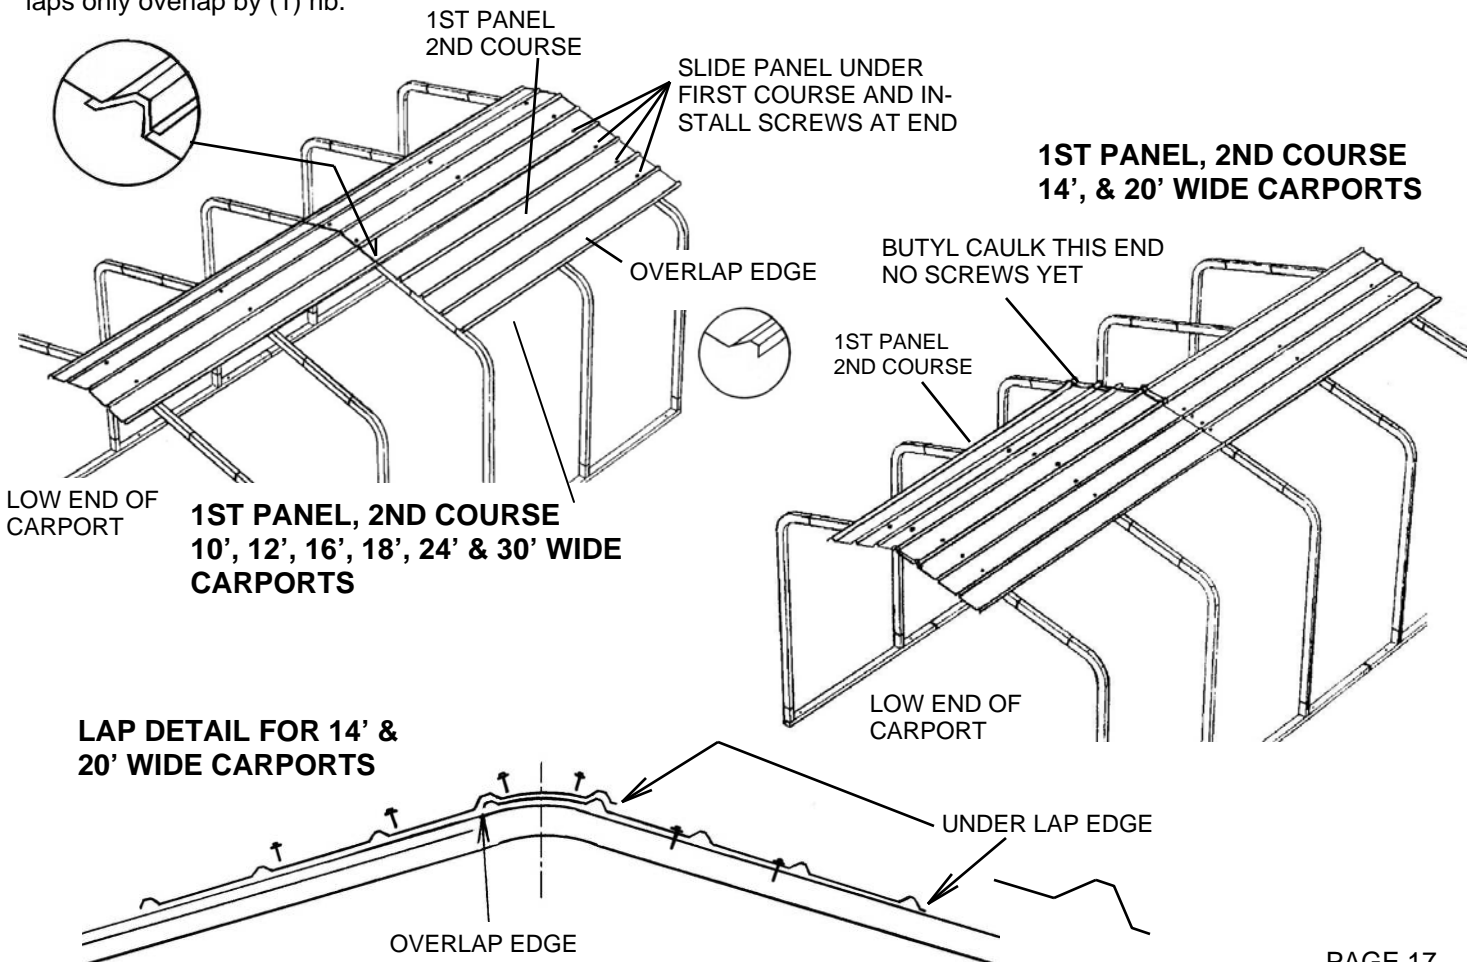 laps only overlap by (1) rib.
1ST PANEL
2ND COURSE
SLIDE PANEL UNDER
FIRST COURSE AND IN-
STALL SCREWS AT END
1ST PANEL, 2ND COURSE
14', & 20' WIDE CARPORTS
OVERLAP EDGE
BUTYL CAULK THIS END
NO SCREWS YET
1ST PANEL
2ND COURSE
LOW END OF
CARPORT
1ST PANEL, 2ND COURSE
10', 12', 16', 18', 24' & 30' WIDE
CARPORTS
LOW END OF
CARPORT
LAP DETAIL FOR 14' &
20' WIDE CARPORTS
UNDER LAP EDGE
OVERLAP EDGE
PAGE 17